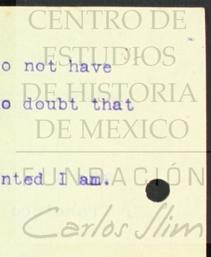 CENTRO DE
ESTUDIOS
o not have
DE HISTORIA
o doubt that
DE MEXICO
FUNDACIÓN
nted I am.
Carlos Slim